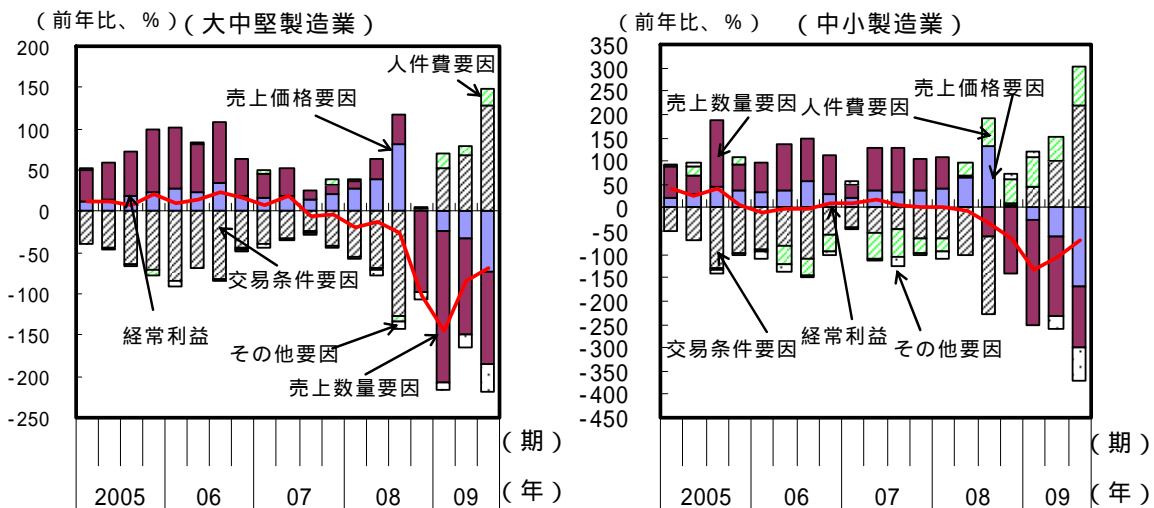 (前年比、%) (大中堅製造業)
200
150
100
50
0
-50
-100
-150
-200
-250
人件費要因
売上価格要因
交易条件要因
経常利益
その他要因
売上数量要因
(期)
2005 06 07 08 09 (年)
(前年比、%) (中小製造業)
350
300
250
200
150
100
50
0
-50
-100
-150
-200
-250
-300
-350
-400
-450
売上価格要因
売上数量要因 人件費要因
経常利益
交易条件要因 その他要因
(期)
2005 06 07 08 09 (年)